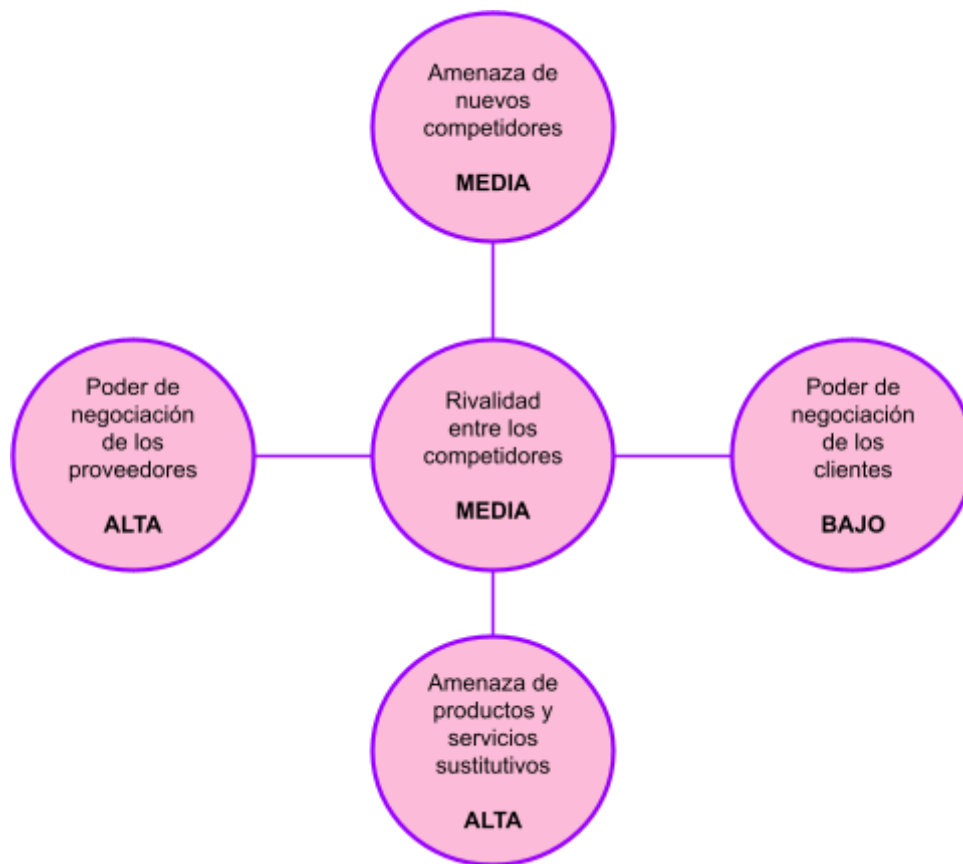 Amenaza de
nuevos
competidores
MEDIA
Poder de
negociación
de los
proveedores
ALTA
Rivalidad
entre los
competidores
MEDIA
Poder de
negociación
de los
clientes
BAJO
Amenaza de
productos y
servicios
sustitutivos
ALTA